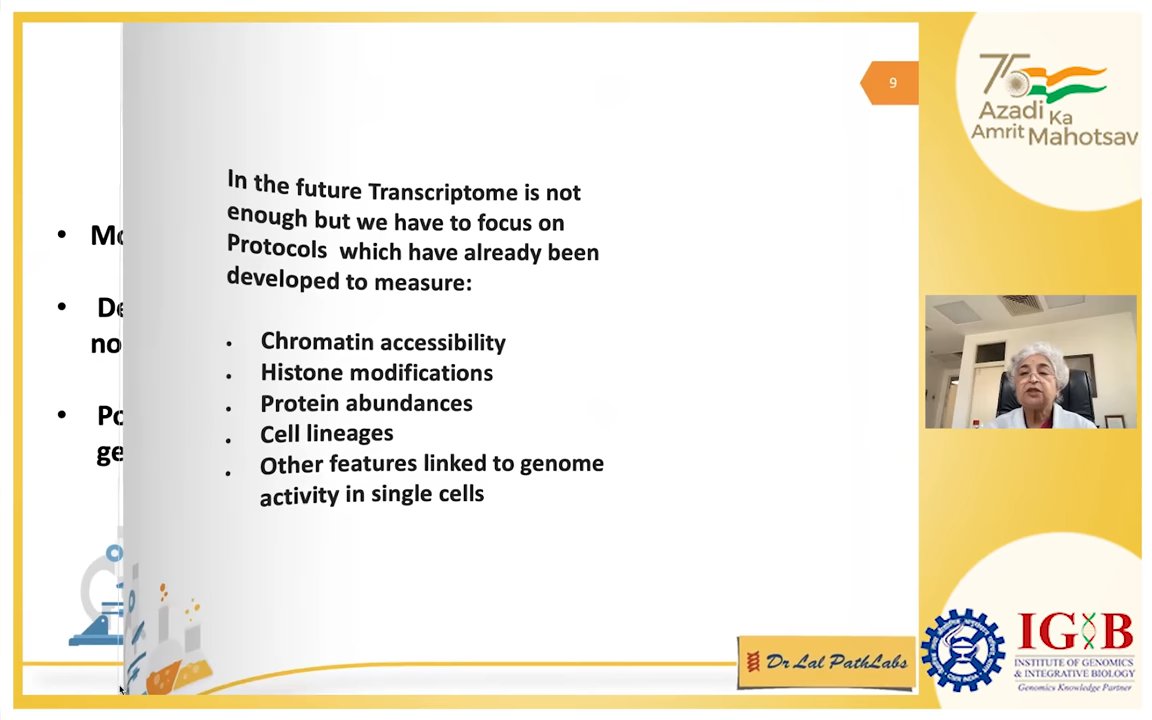 9
In the future Transcriptome is not
enough but we have to focus on
Protocols which have already been
developed to measure:
• Chromatin accessibility
• Histone modifications
• Protein abundances
• Cell lineages
• Other features linked to genome
activity in single cells
Dr Lal PathLabs
75
Azadi Ka
Amrit Mahotsav
IGIB
INSTITUTE OF GENOMICS
& INTEGRATIVE BIOLOGY
Genomics Knowledge Partner